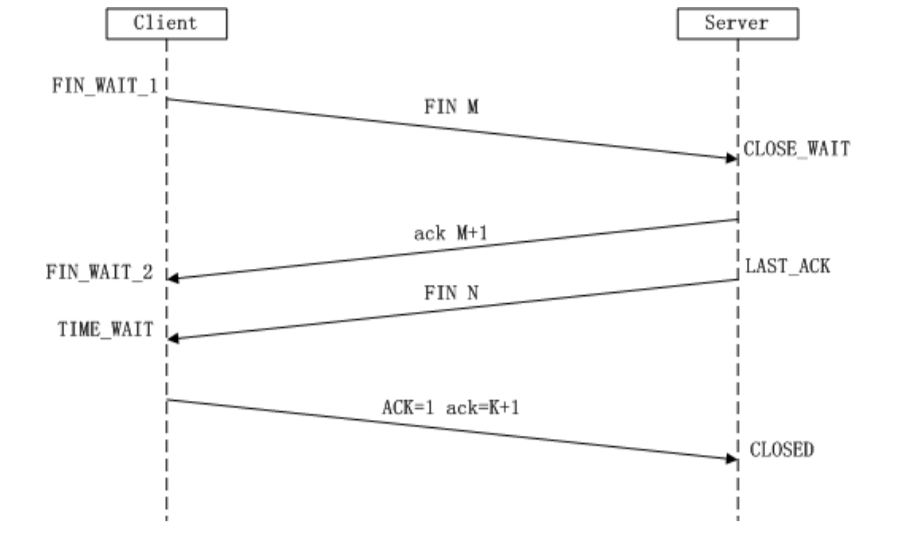 Client
Server
FIN_WAIT_1
FIN M
CLOSE_WAIT
ack M+1
FIN_WAIT_2
LAST_ACK
FIN N
TIME_WAIT
ACK=1 ack=K+1
CLOSED